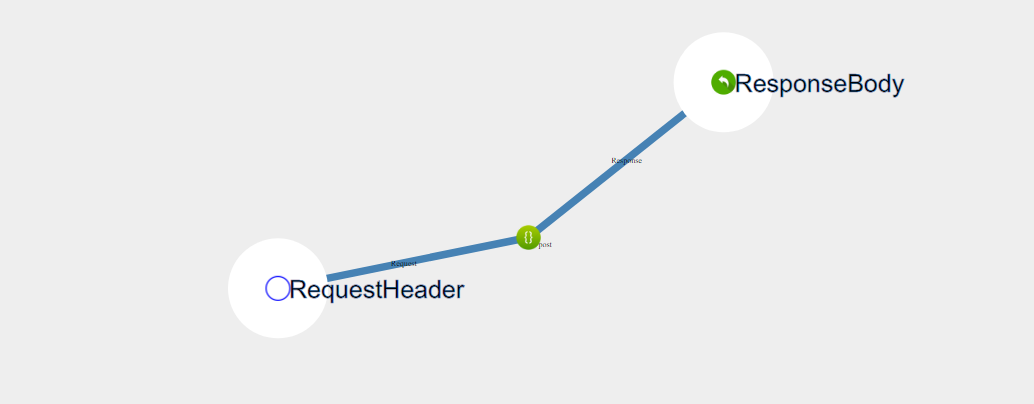 ResponseBody
Response
{}
post
Request
RequestHeader